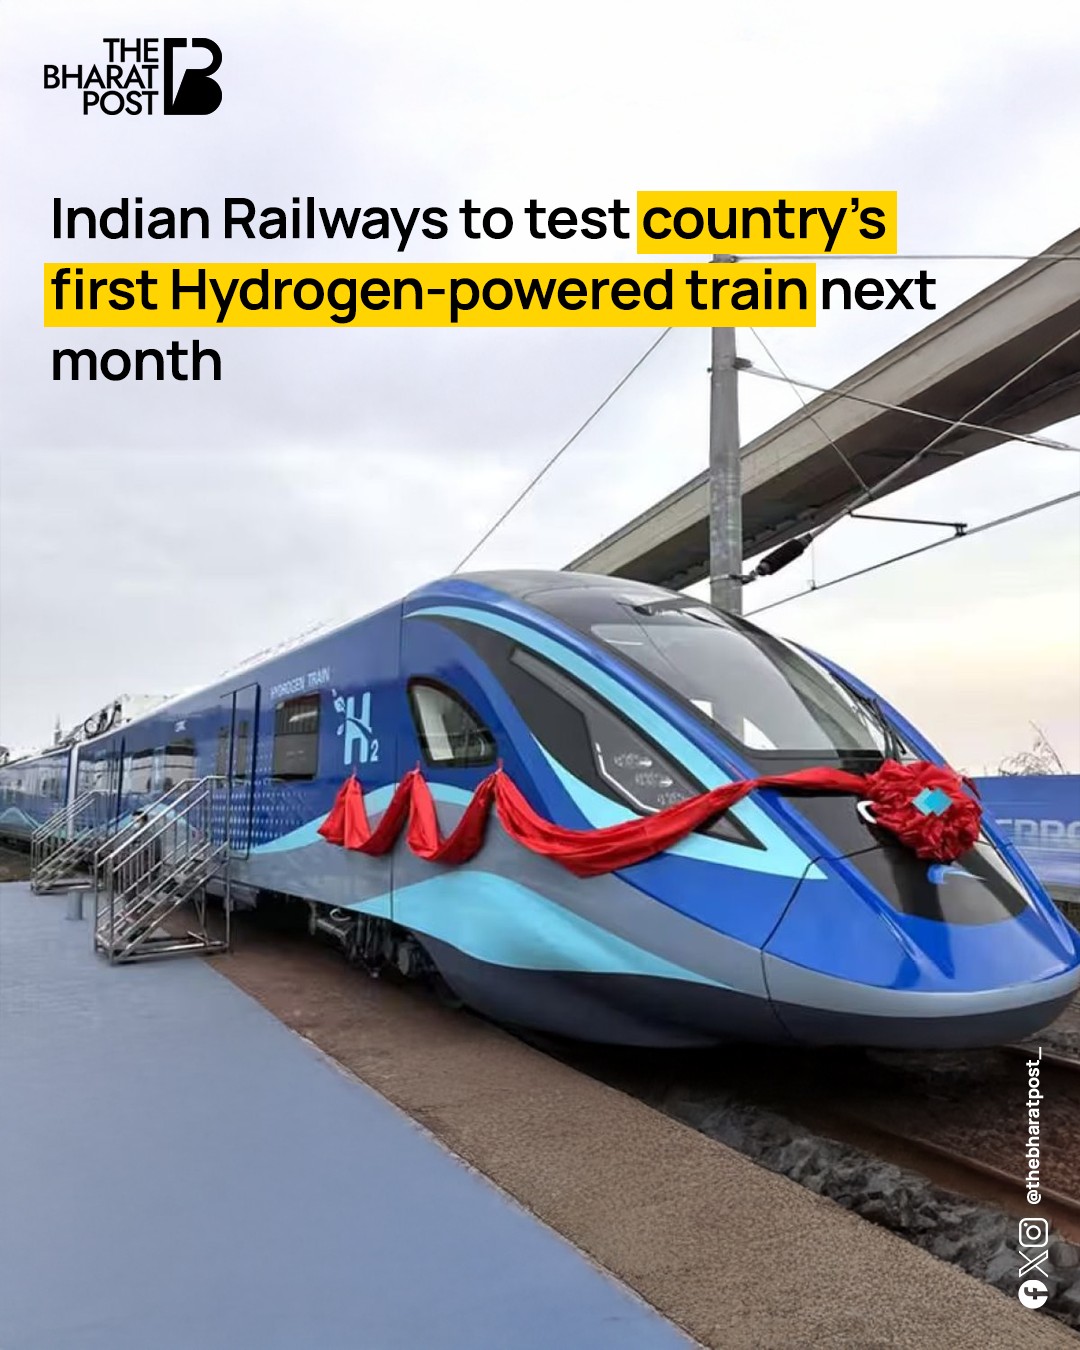 THE
BHARAT
POST
Indian Railways to test country's
first Hydrogen-powered train next
month
HYDROGEN TRAIN
H2
@thebharatpost_